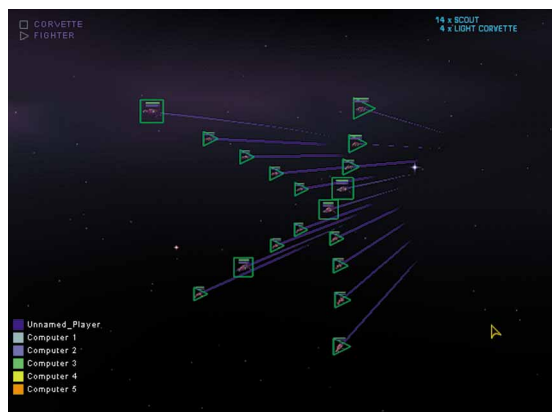 CORVETTE
FIGHTER
14 x SCOUT
4 x LIGHT CORVETTE
Unnamed_Player
Computer 1
Computer 2
Computer 3
Computer 4
Computer 5